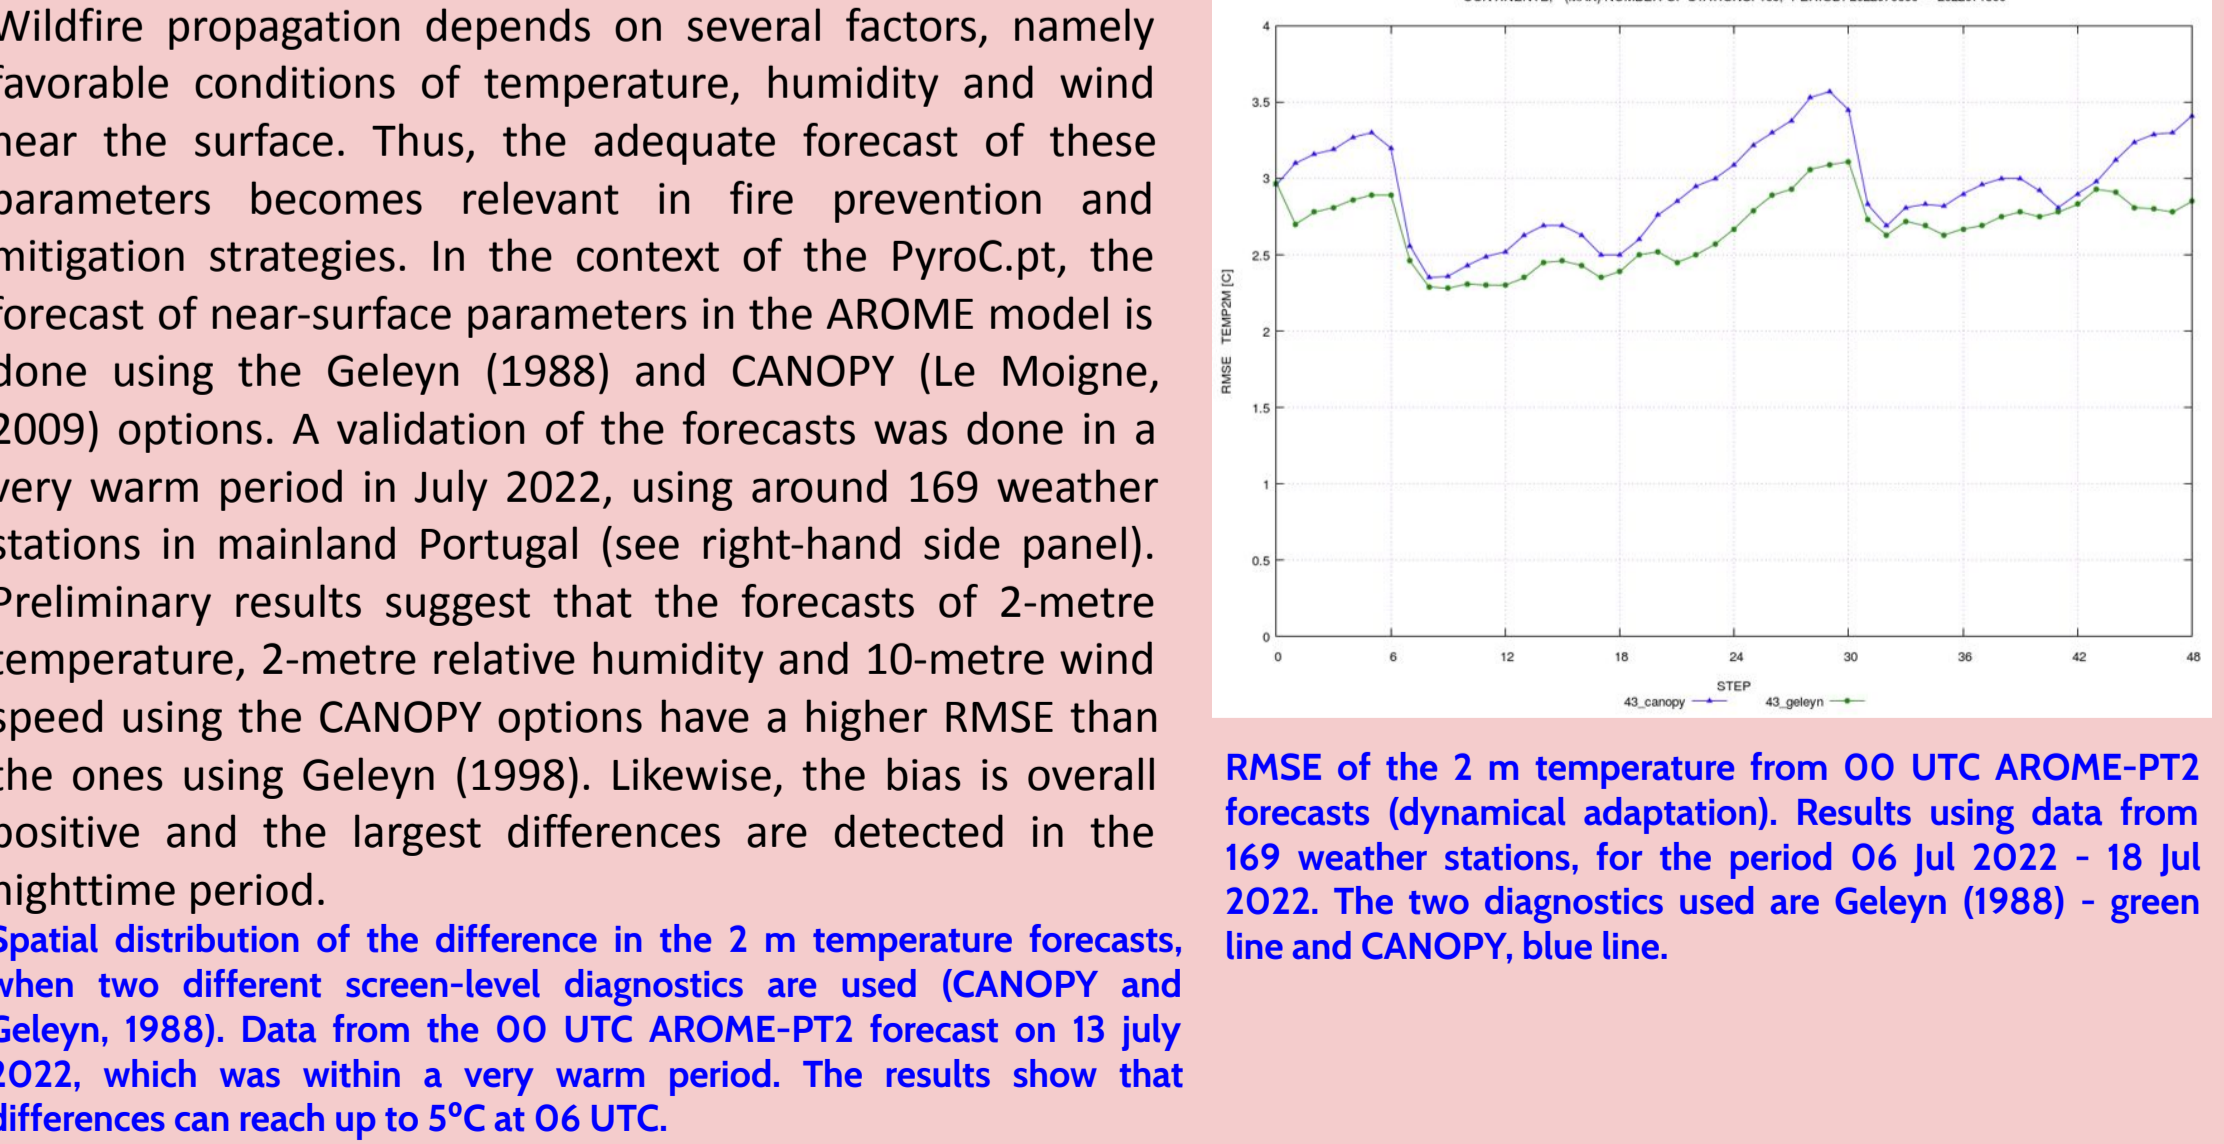 Wildfire propagation depends on several factors, namely
favorable conditions of temperature, humidity and wind
near the surface. Thus, the adequate forecast of these
parameters becomes relevant in fire prevention and
mitigation strategies. In the context of the PyroC.pt, the
forecast of near-surface parameters in the AROME model is
done using the Geleyn (1988) and CANOPY (Le Moigne,
2009) options. A validation of the forecasts was done in a
very warm period in July 2022, using around 169 weather
stations in mainland Portugal (see right-hand side panel).
Preliminary results suggest that the forecasts of 2-metre
temperature, 2-metre relative humidity and 10-metre wind
speed using the CANOPY options have a higher RMSE than
the ones using Geleyn (1998). Likewise, the bias is overall
positive and the largest differences are detected in the
nighttime period.
Spatial distribution of the difference in the 2 m temperature forecasts,
when two different screen-level diagnostics are used (CANOPY and
Geleyn, 1988). Data from the 00 UTC AROME-PT2 forecast on 13 july
2022, which was within a very warm period. The results show that
differences can reach up to 5ºC at 06 UTC.
4
3.5
3
2.5
2
1.5
1
0.5
0
RMSE TEMP2M [C]
0 6 12 18 24 30 36 42 48
STEP
43_canopy 43_geleyn
RMSE of the 2 m temperature from 00 UTC AROME-PT2
forecasts (dynamical adaptation). Results using data from
169 weather stations, for the period 06 Jul 2022 - 18 Jul
2022. The two diagnostics used are Geleyn (1988) - green
line and CANOPY, blue line.